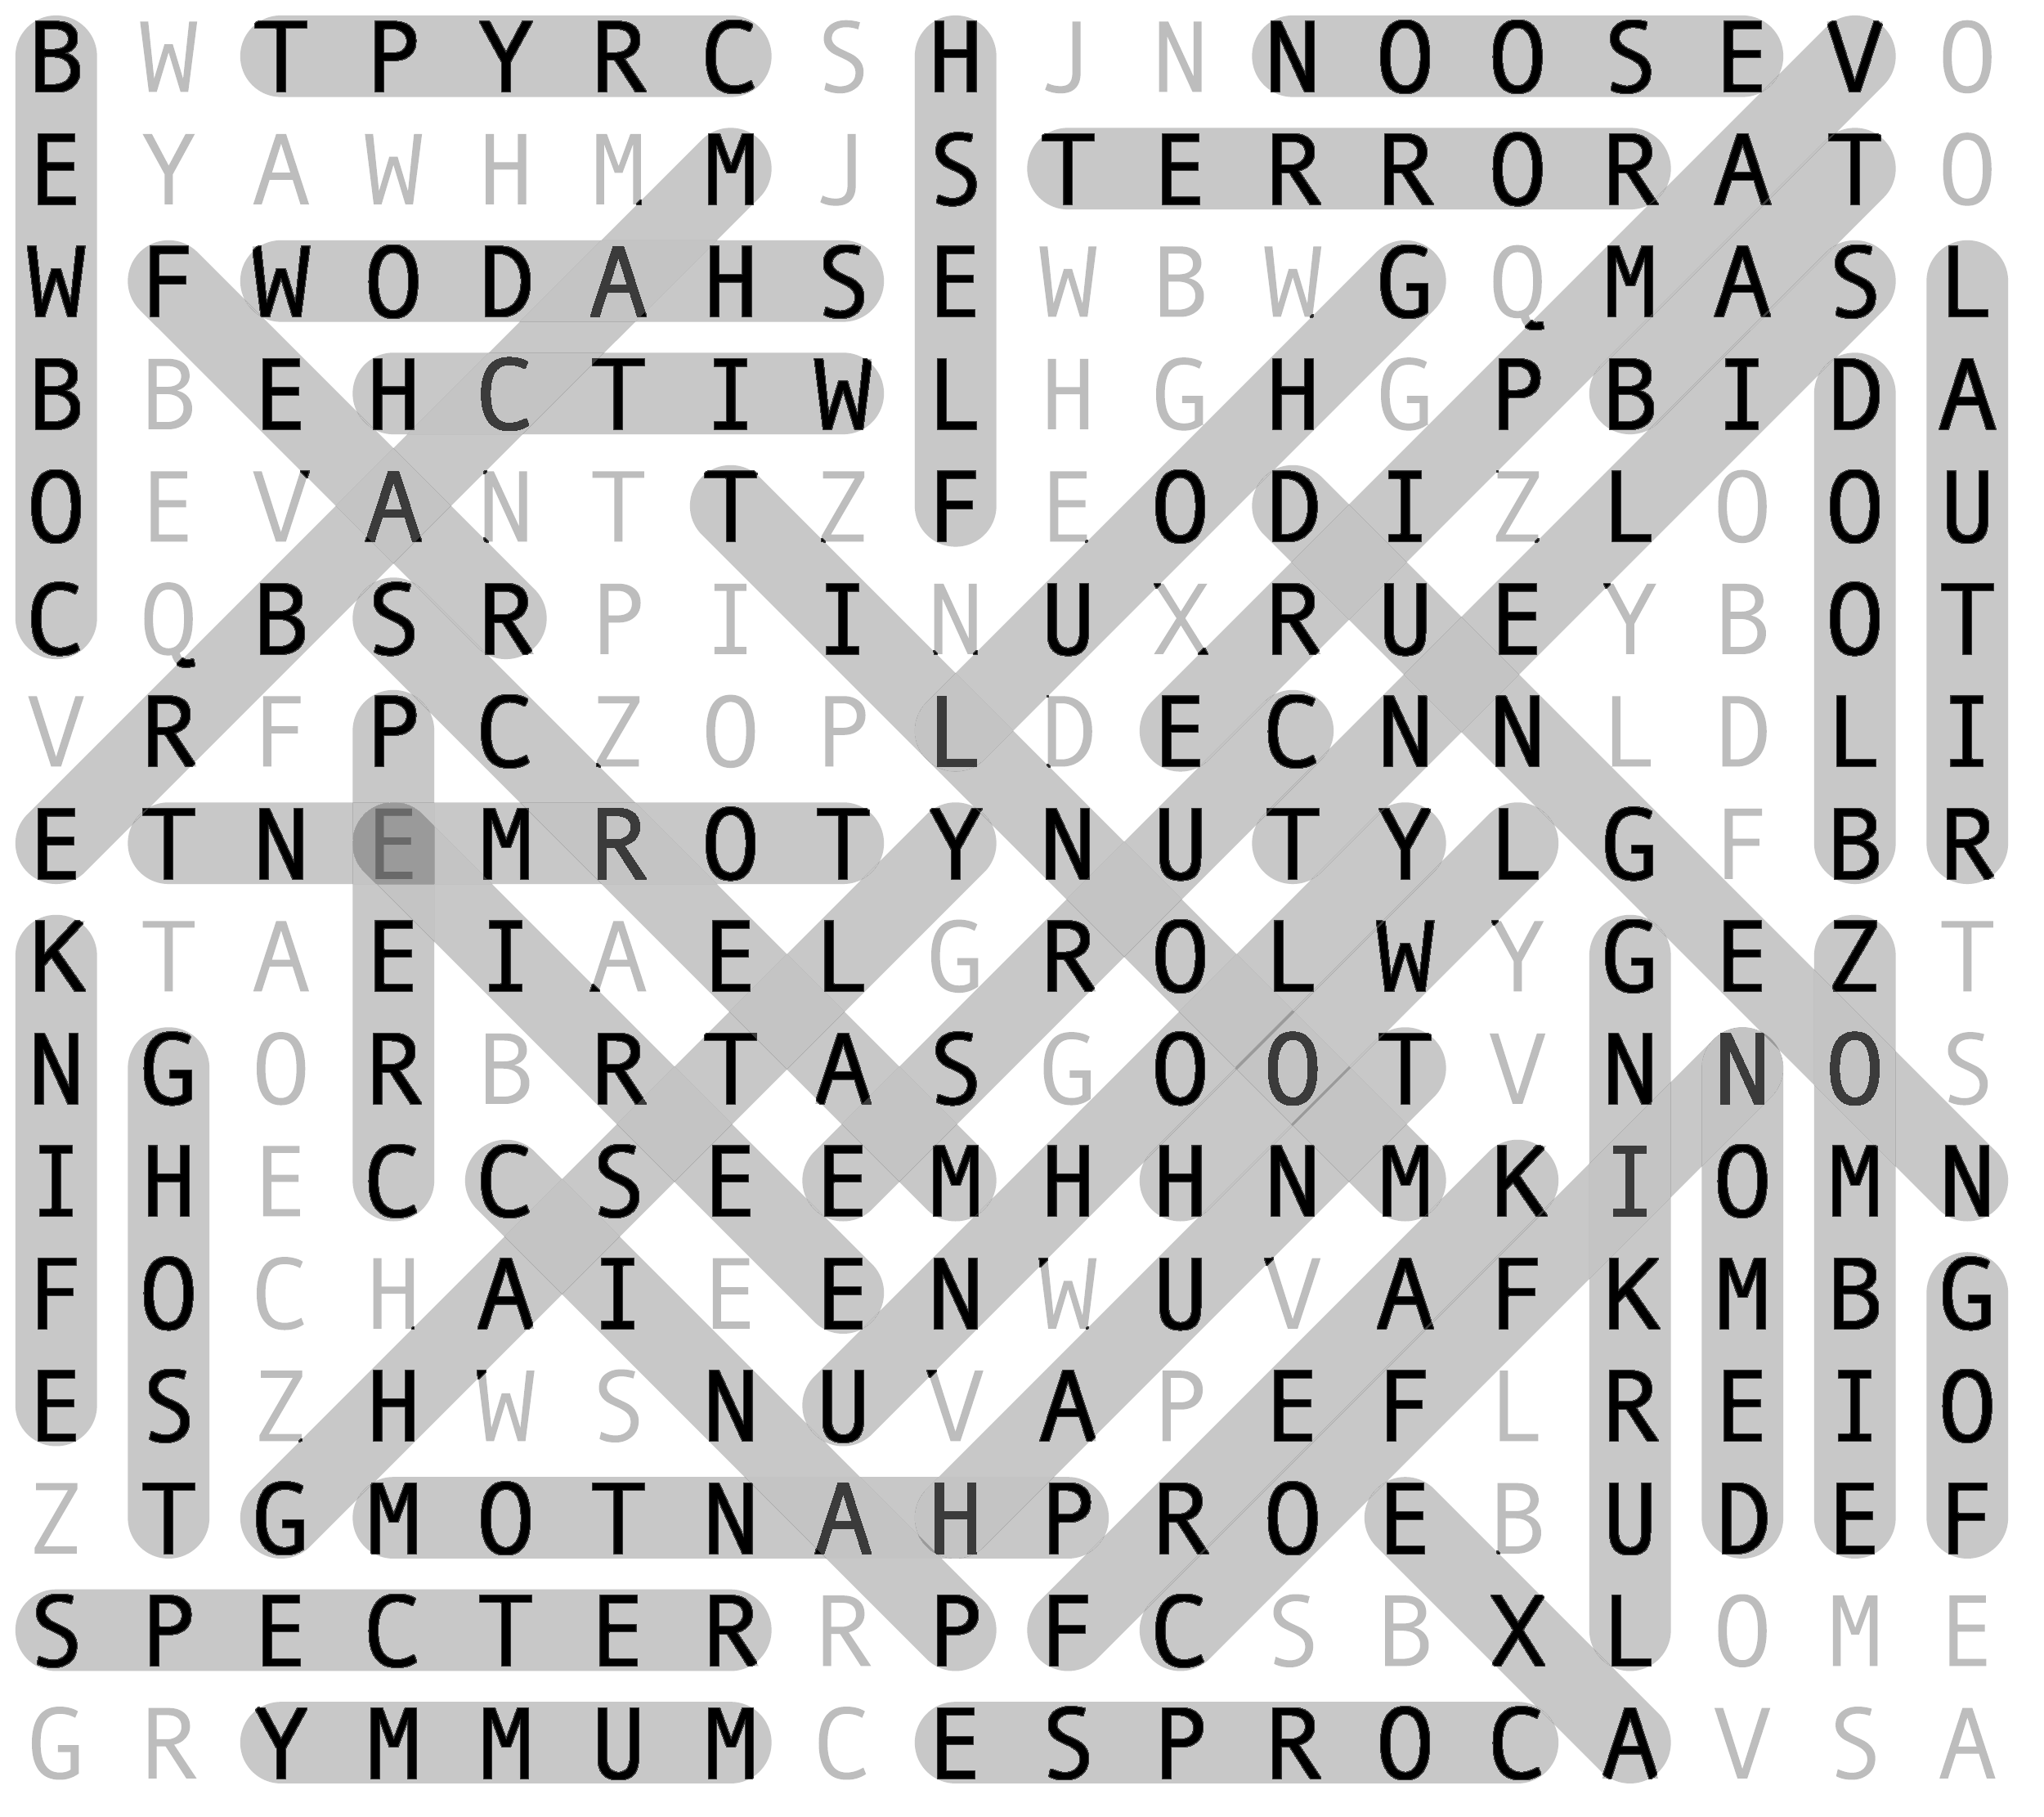 B W T P Y R C S H J N N O O S E V O
E Y A W H M M J S T E R R O R A T O
W F W O D A H S E W B W G Q M A S L
B B E H C T I W L H G H G P B I D A
O E V A N T T Z F E O D I Z L O O U
C Q B S R P I I N U X R U E Y B O T
V R F P C Z O P L D E C N N L D L I
E T N E M R O T Y N U T Y L G F B R
K T A E I A E L G R O L W Y G E Z T
N G O R B R T A S G O O T V N N O S
I H E C C S E E M H H N M K I O M N
F O C H A I E E N W U V A F K M B G
E S Z H W S N U V A P E F L R E I O
Z T G M O T N A H P R O E B U D E F
S P E C T E R R P F C S B X L O M E
G R Y M M U M C E S P R O C A V S A